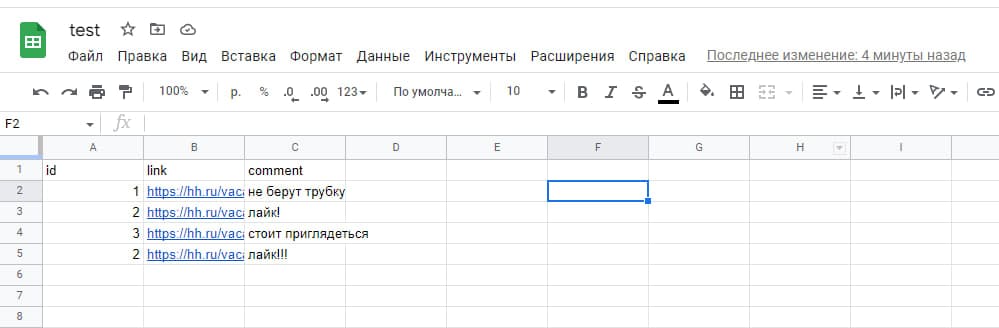 test
Файл Правка Вид Вставка Формат Данные Инструменты Расширения Справка Последнее изменение: 4 минуты назад
100% р. % .0 .00 123 По умолча... 10 B I S A
F2 fx
A B C D E F G H I
1 id link comment
2 1 https://hh.ru/vaca не берут трубку
3 2 https://hh.ru/vaca лайк!
4 3 https://hh.ru/vaca стоит приглядеться
5 2 https://hh.ru/vaca лайк!!!
6
7
8